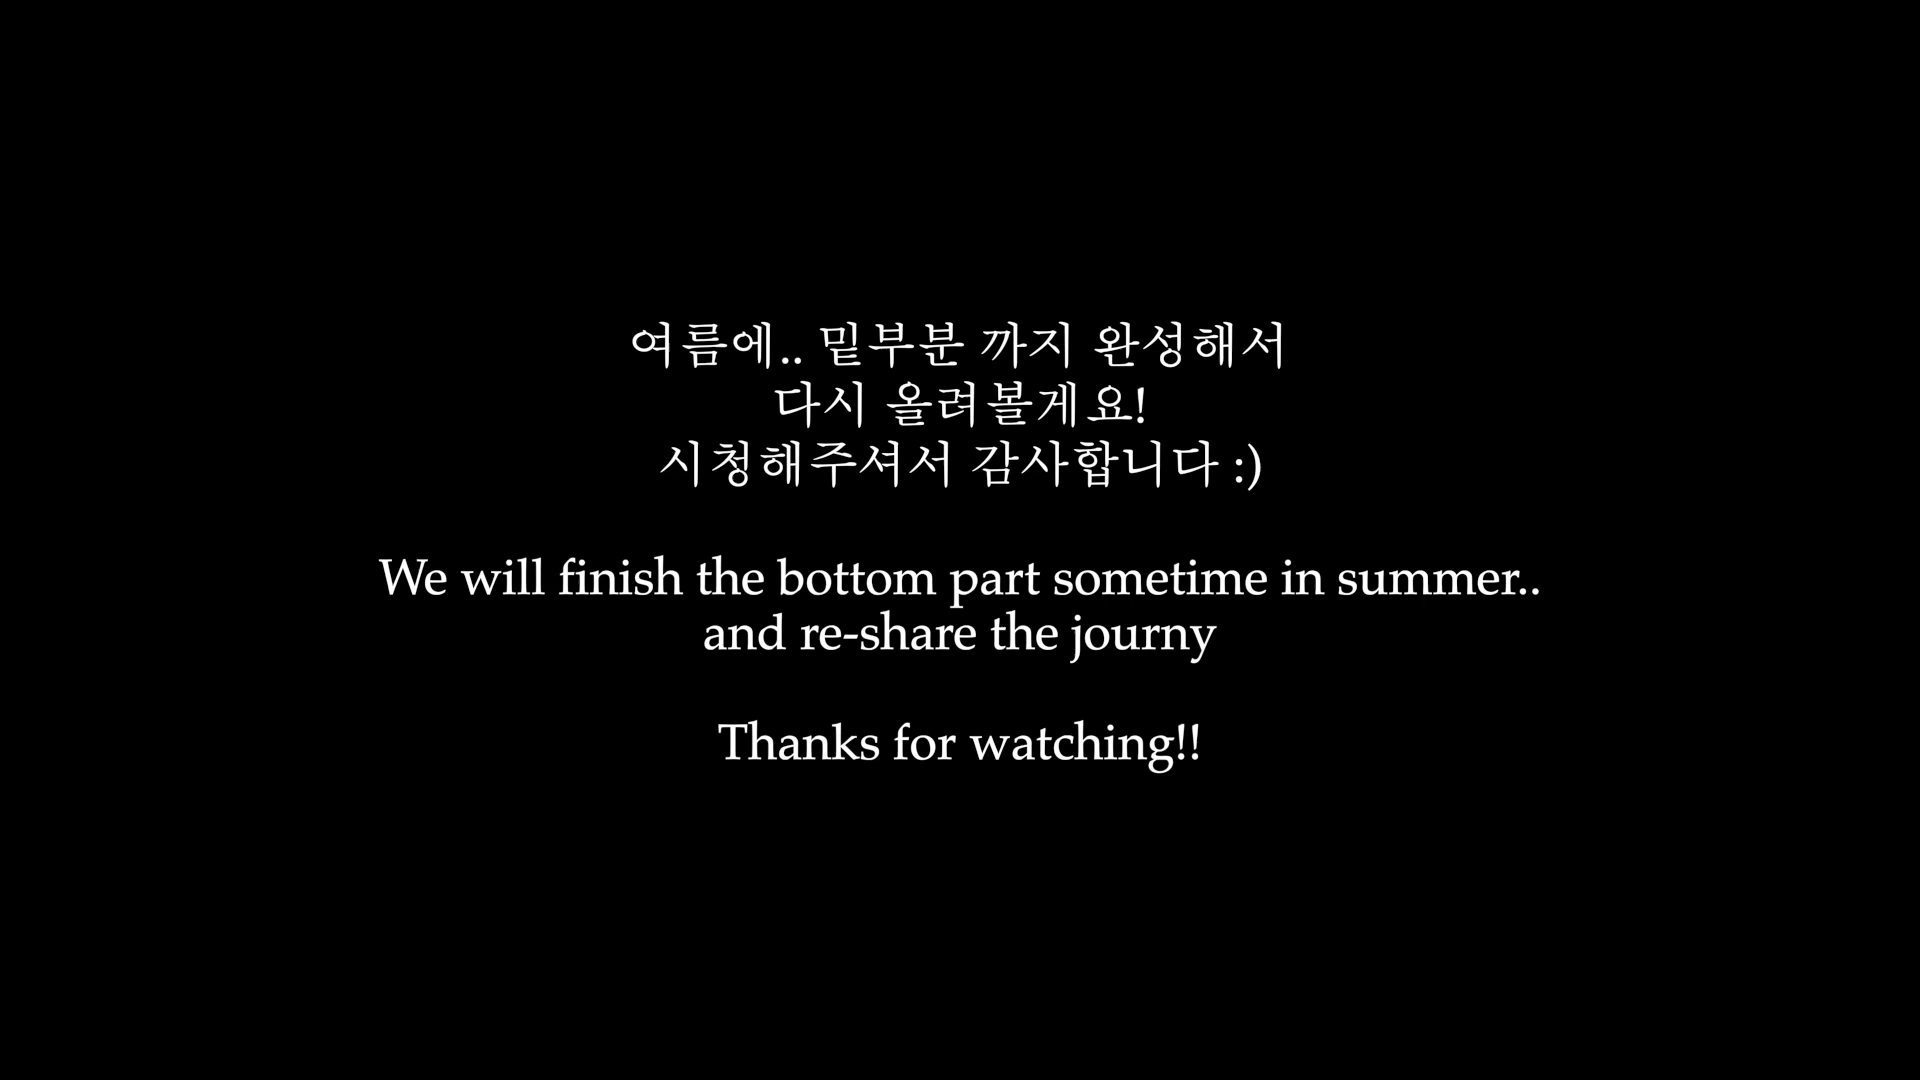 여름에.. 밑부분 까지 완성해서
다시 올려볼게요!
시청해주셔서 감사합니다 :)
We will finish the bottom part sometime in summer..
and re-share the journy
Thanks for watching!!